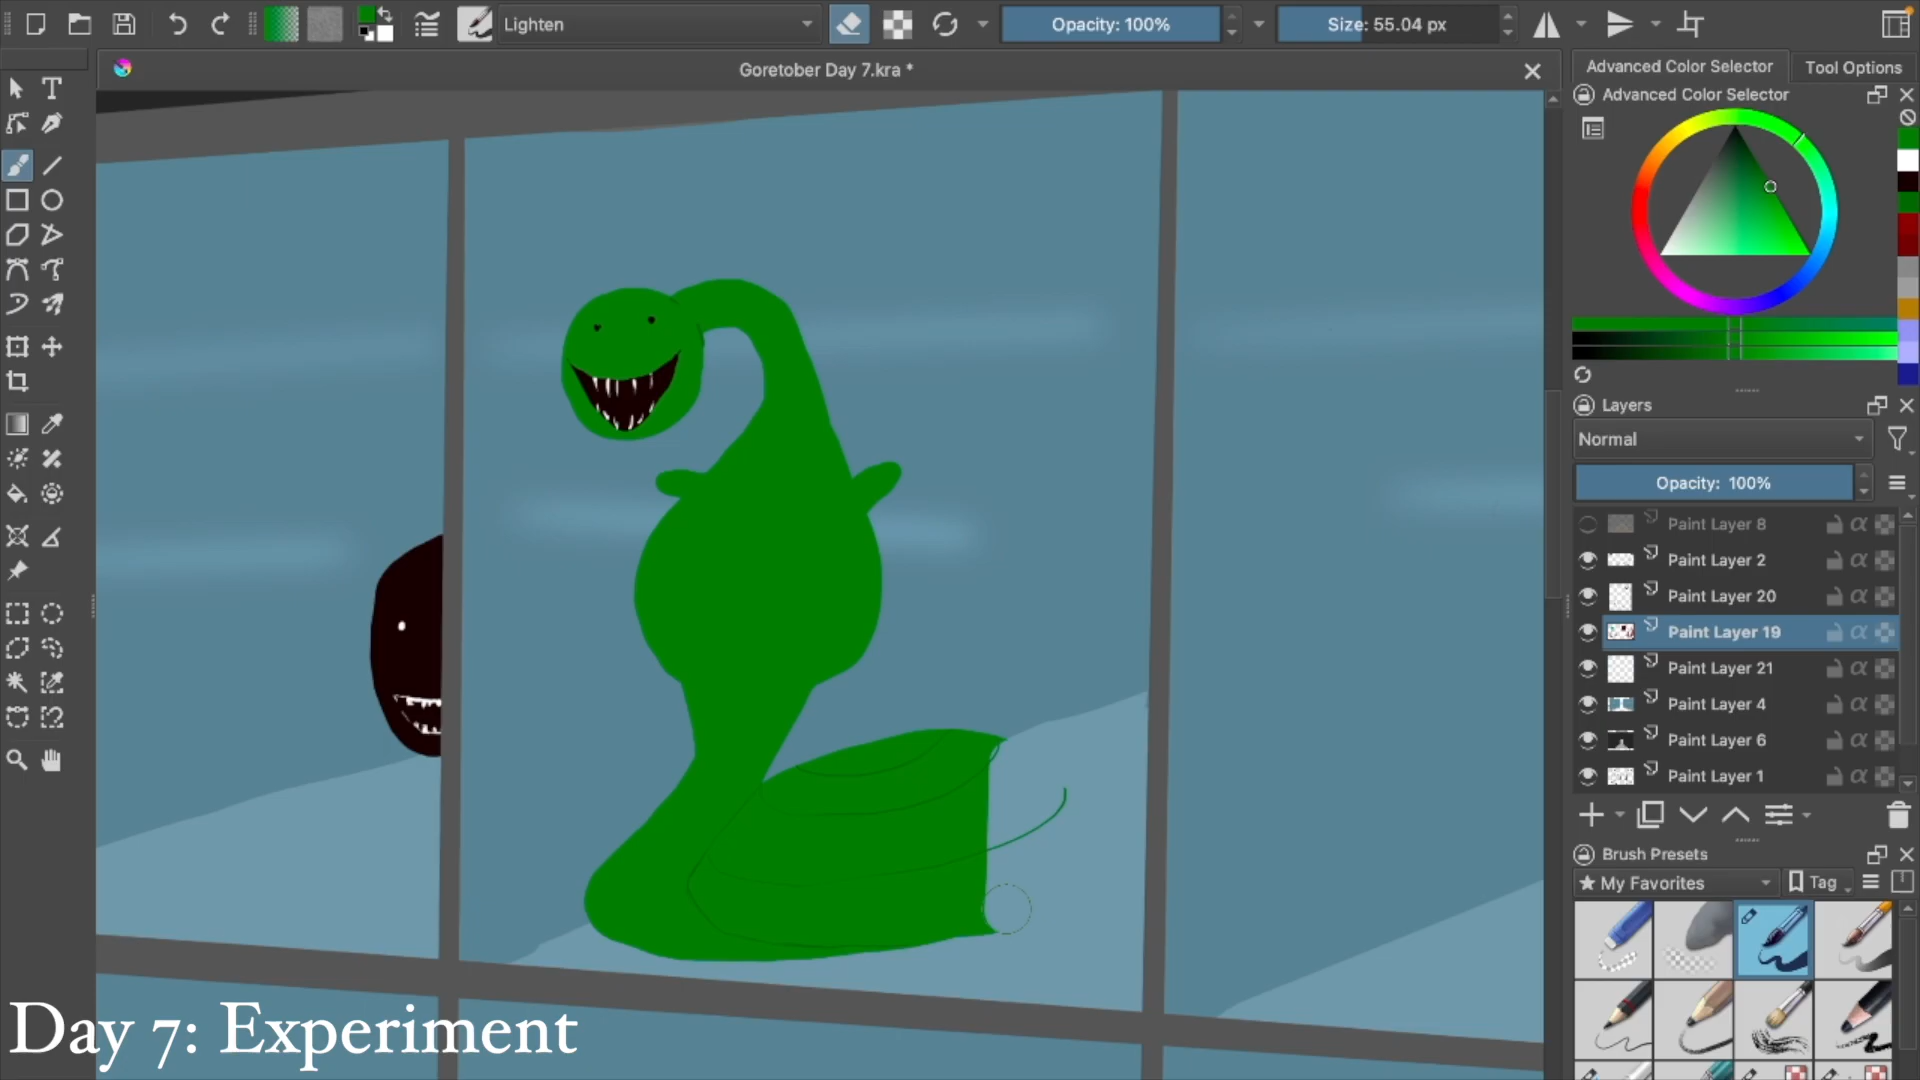 Lighten
Opacity: 100%
Size: 55.04 px
Goretober Day 7.kra *
Advanced Color Selector
Tool Options
Advanced Color Selector
Layers
Normal
Opacity: 100%
Paint Layer 8
Paint Layer 2
Paint Layer 20
Paint Layer 19
Paint Layer 21
Paint Layer 4
Paint Layer 6
Paint Layer 1
Brush Presets
★ My Favorites
Tag
Day 7: Experiment